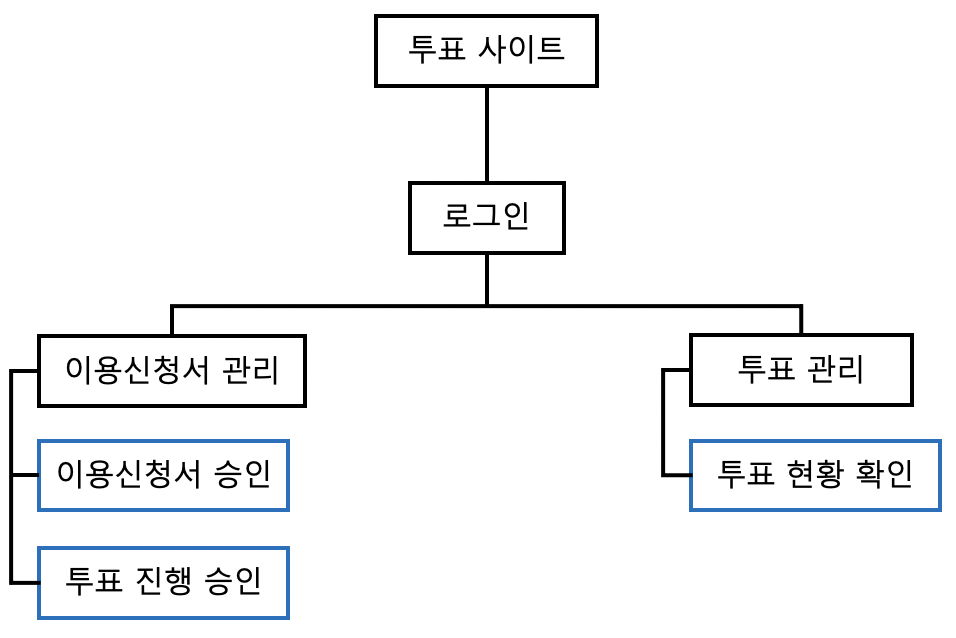 투표 사이트
로그인
이용신청서 관리
이용신청서 승인
투표 진행 승인
투표 관리
투표 현황 확인